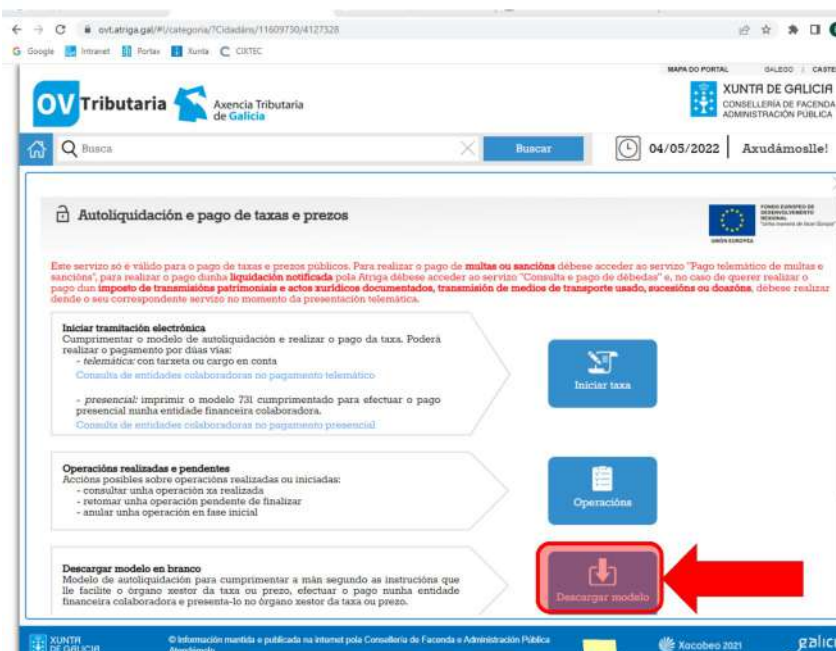 ovt.atriga.gal/#!/categoria/?Cidadáns/11609730/4127328
Google Intranet Portax Xunta CIXTEC
MAPA DO PORTAL GALEGO | CASTE
OV Tributaria
Axencia Tributaria
de Galicia
XUNTA DE GALICIA
CONSELLERÍA DE FACENDA
ADMINISTRACIÓN PÚBLICA
Busca
Buscar
04/05/2022 Axudámoslle!
Autoliquidación e pago de taxas e prezos
UNIÓN EUROPEA
FONDO EUROPEO DE
DESENVOLVEMENTO
REXIONAL
"Unha maneira de facer Europa"
Este servizo só é válido para o pago de taxas e prezos públicos. Para realizar o pago de multas ou sancións débese acceder ao servizo "Pago telemático de multas e
sancións", para realizar o pago dunha liquidación notificada pola Atriga débese acceder ao servizo "Consulta e pago de débedas" e, no caso de querer realizar o
pago dun imposto de transmisións patrimoniais e actos xurídicos documentados, transmisión de medios de transporte usado, sucesións ou doazóns, débese realizar
dende o seu correspondente servizo no momento da presentación telemática.
Iniciar tramitación electrónica
Cumprimentar o modelo de autoliquidación e realizar o pago da taxa. Poderá
realizar o pagamento por dúas vías:
- telemática: con tarxeta ou cargo en conta
Consulta de entidades colaboradoras no pagamento telemático
- presencial: imprimir o modelo 731 cumprimentado para efectuar o pago
presencial nunha entidade financeira colaboradora.
Consulta de entidades colaboradoras no pagamento presencial
Iniciar taxa
Operacións realizadas e pendentes
Accións posibles sobre operacións realizadas ou iniciadas:
- consultar unha operación xa realizada
- retomar unha operación pendente de finalizar
- anular unha operación en fase inicial
Operacións
Descargar modelo en branco
Modelo de autoliquidación para cumprimentar a mán segundo as instrucións que
lle facilite o órgano xestor da taxa ou prezo, efectuar o pago nunha entidade
financeira colaboradora e presenta-lo no órgano xestor da taxa ou prezo.
Descargar modelo
XUNTA
DE GALICIA
© Información mantida e publicada na internet pola Consellería de Facenda e Administración Pública
Xacobeo 2021
galici